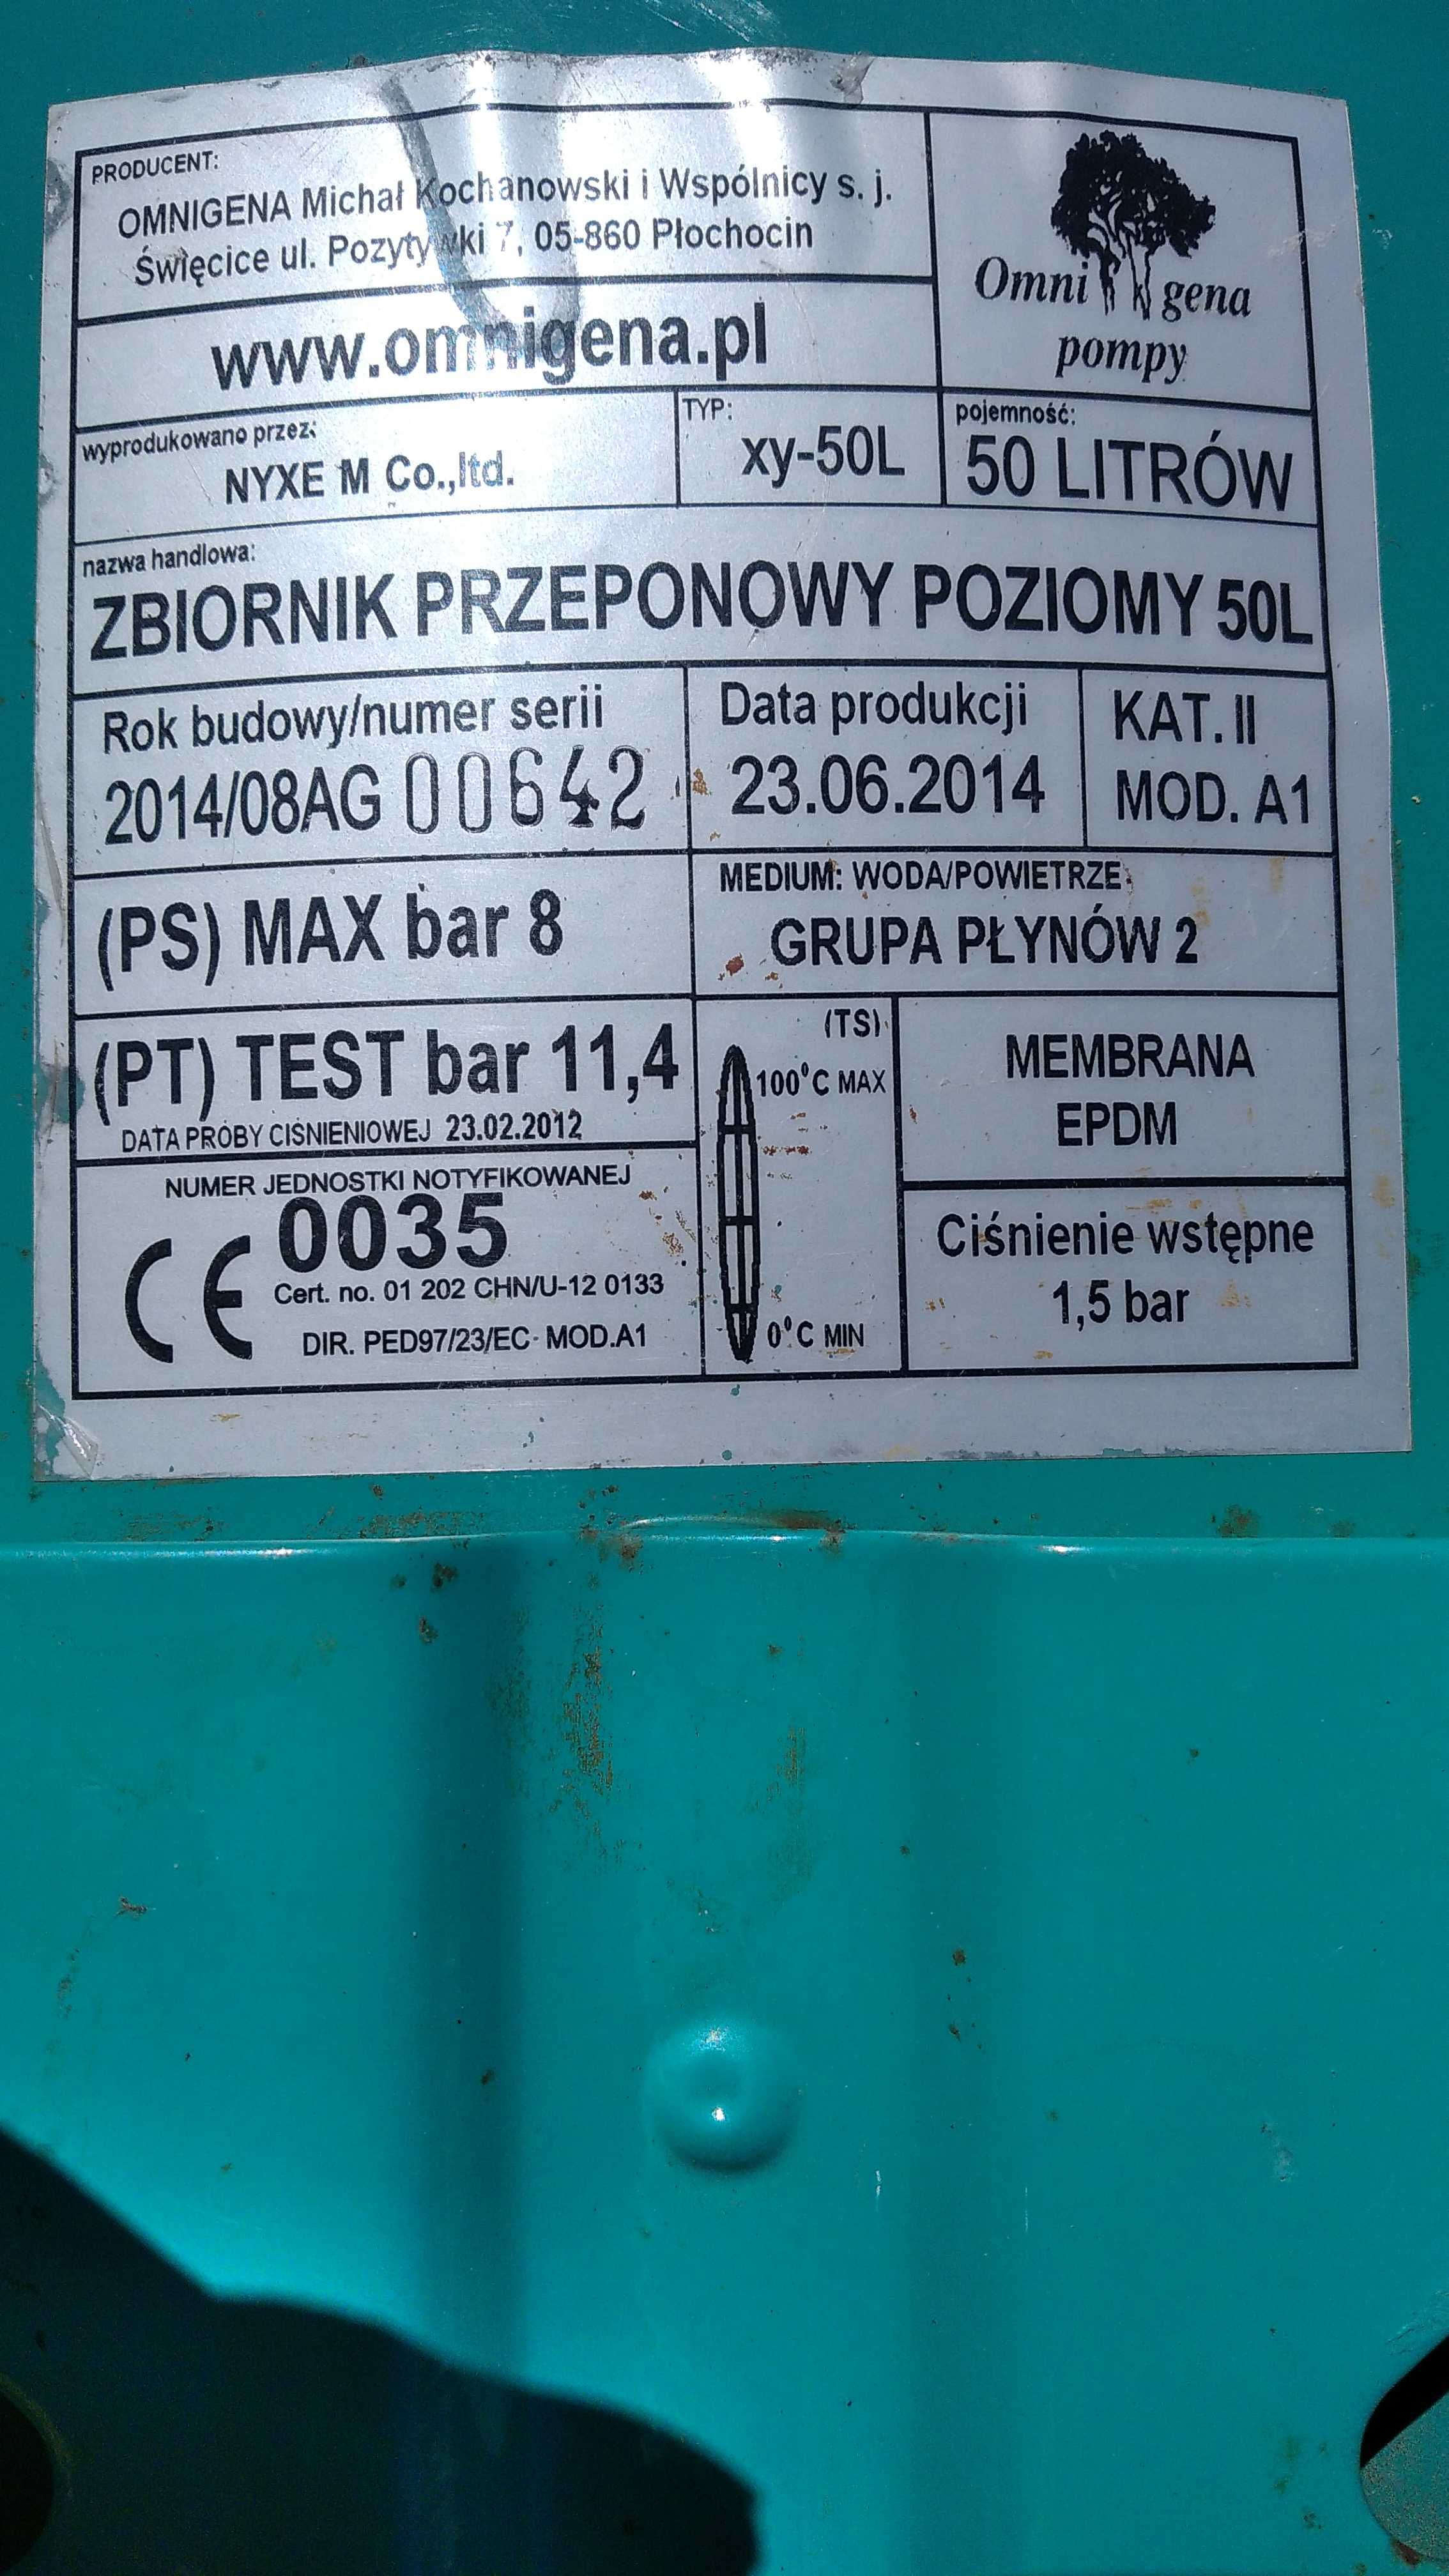 PRODUCENT:
OMNIGENA Michał Kochanowski i Wspólnicy s. j.
Święcice ul. Pozytywki 7, 05-860 Płochocin
www.omnigena.pl
Omnigena
pompy
wyprodukowano przez:
NYXE M Co.,ltd.
TYP:
xy-50L
pojemność:
50 LITRÓW
nazwa handlowa:
ZBIORNIK PRZEPONOWY POZIOMY 50L
Rok budowy/numer serii
2014/08AG 00642
Data produkcji
23.06.2014
KAT. II
MOD. A1
(PS) MAX bar 8
MEDIUM: WODA/POWIETRZE
GRUPA PŁYNÓW 2
(PT) TEST bar 11,4
DATA PRÓBY CIŚNIENIOWEJ 23.02.2012
NUMER JEDNOSTKI NOTYFIKOWANEJ
CE 0035
Cert. no. 01 202 CHN/U-12 0133
DIR. PED97/23/EC- MOD.A1
(TS)
100°C MAX
0°C MIN
MEMBRANA
EPDM
Ciśnienie wstępne
1,5 bar